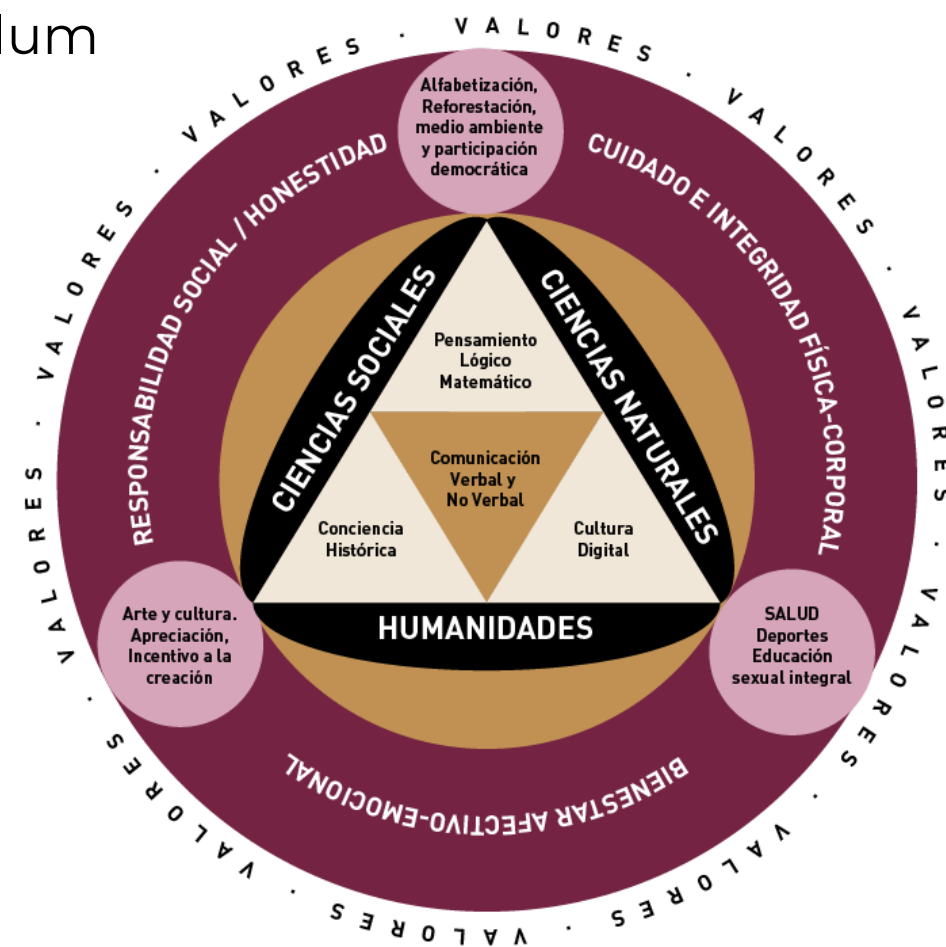 lum
VALORES . VALORES . VALORES . VALORES . VALORES . VALORES . VALORES . VALORES . VALORES . VALORES .
Alfabetización,
Reforestación,
medio ambiente
y participación
democrática
RESPONSABILIDAD SOCIAL / HONESTIDAD
CUIDADO E INTEGRIDAD FÍSICA-CORPORAL
CIENCIAS SOCIALES
CIENCIAS NATURALES
Pensamiento
Lógico
Matemático
Comunicación
Verbal y
No Verbal
Conciencia
Histórica
Cultura
Digital
HUMANIDADES
Arte y cultura.
Apreciación,
Incentivo a la
creación
SALUD
Deportes
Educación
sexual integral
BIENESTAR AFECTIVO-EMOCIONAL